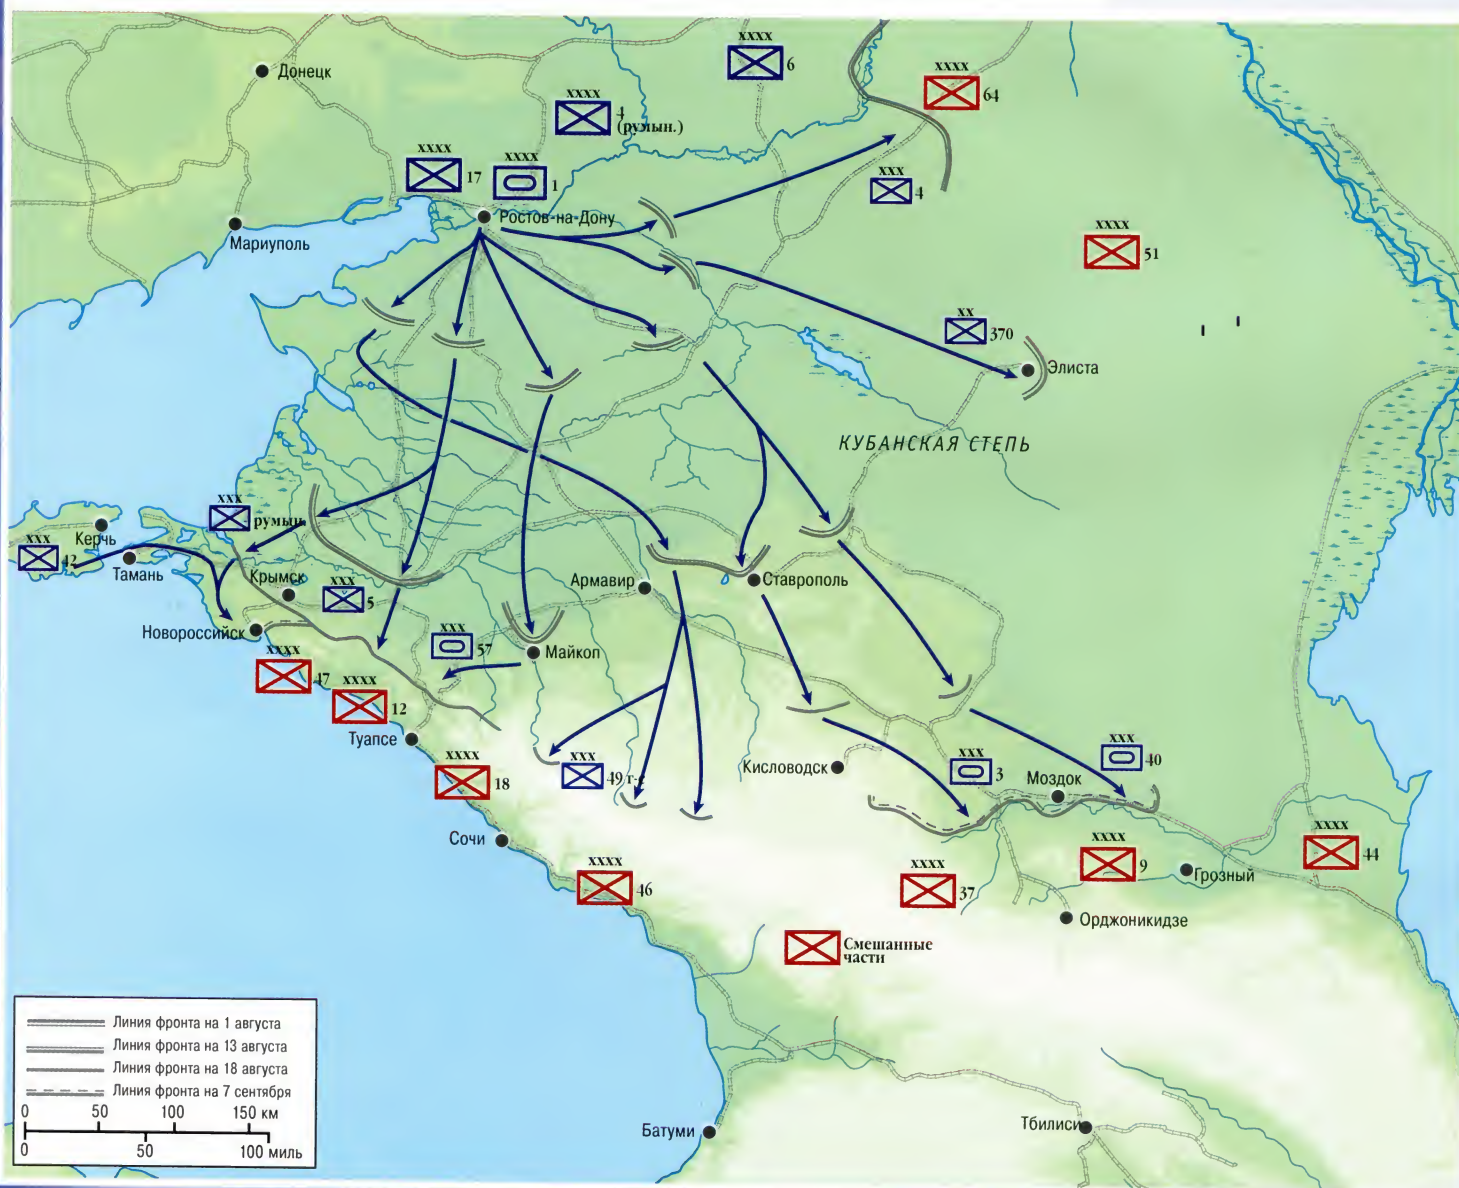 XXXX
6
XXXX
64
Донецк
XXXX
4
(румын.)
XXXX
17
XXXX
1
XXX
4
Ростов-на-Дону
Мариуполь
XXXX
51
XX
370
Элиста
КУБАНСКАЯ СТЕПЬ
XXX
румын.
Керчь
XXX
42
Тамань
Крымск
XXX
5
Армавир
Ставрополь
Новороссийск
XXX
57
Майкоп
XXXX
47
XXXX
12
Туапсе
XXXX
18
XXX
49 г-с
Кисловодск
XXX
3
Моздок
XXX
40
Сочи
XXXX
46
XXXX
37
XXXX
9
Грозный
XXXX
44
Орджоникидзе
Смешанные
части
Линия фронта на 1 августа
Линия фронта на 13 августа
Линия фронта на 18 августа
Линия фронта на 7 сентября
0 50 100 150 км
0 50 100 миль
Батуми
Тбилиси